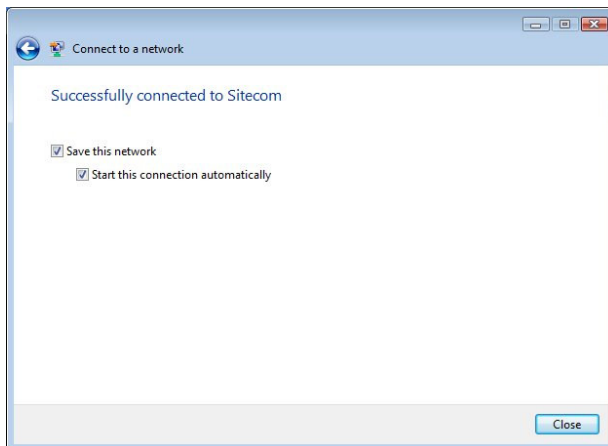 Connect to a network
Successfully connected to Sitecom
Save this network
Start this connection automatically
Close